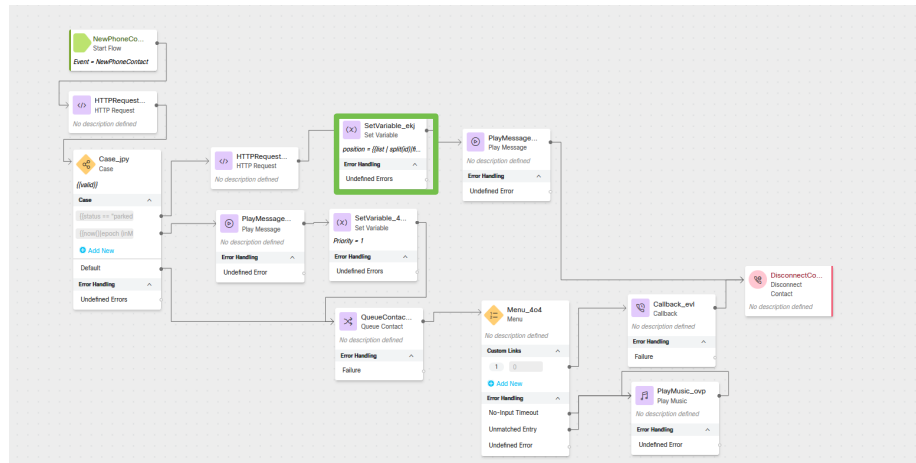 NewPhoneCo...
Start Flow
Event = NewPhoneContact
HTTPRequest...
HTTP Request
No description defined
Case_jpy
Case
{{valid}}
Case
{{status == "parked
{{now()|epoch (inM
Add New
Default
Error Handling
Undefined Errors
HTTPRequest...
HTTP Request
No description defined
SetVariable_ekj
Set Variable
position = {{list | split(id)|fi...
Error Handling
Undefined Errors
PlayMessage...
Play Message
No description defined
Error Handling
Undefined Error
PlayMessage...
Play Message
No description defined
Error Handling
Undefined Error
SetVariable_4...
Set Variable
Priority = 1
Error Handling
Undefined Errors
QueueContac...
Queue Contact
No description defined
Error Handling
Failure
Menu_4o4
Menu
No description defined
Custom Links
1
Add New
Error Handling
No-Input Timeout
Unmatched Entry
Undefined Error
Callback_evl
Callback
No description defined
Error Handling
Failure
PlayMusic_ovp
Play Music
No description defined
Error Handling
Undefined Error
DisconnectCo...
Disconnect
Contact
No description defined